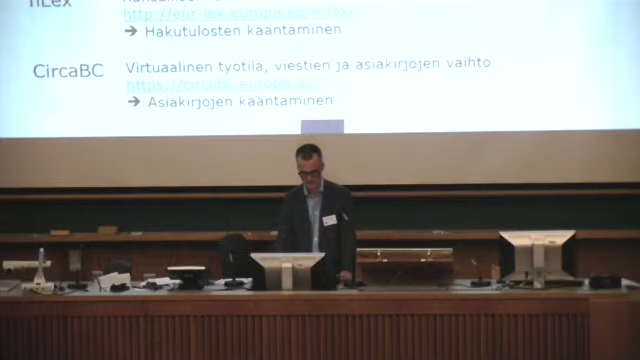 http://eur-lex.europa.eu/n-lex/
➔ Hakutulosten kääntäminen
CircaBC Virtuaalinen työtila, viestien ja asiakirjojen vaihto
https://circabc.europa.eu/
➔ Asiakirjojen kääntäminen